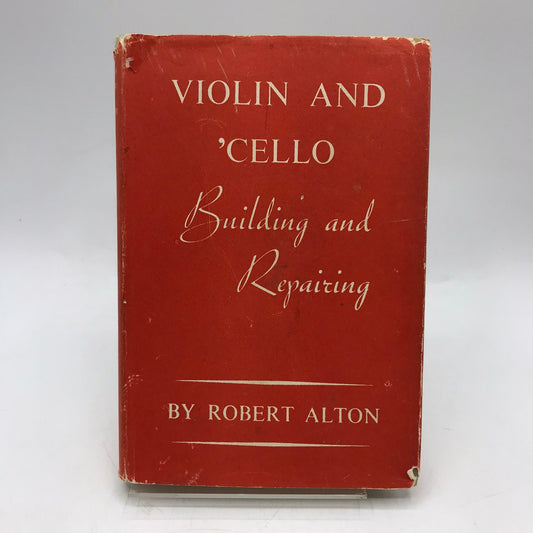 VIOLIN AND
’CELLO
Building and
Repairing
BY ROBERT ALTON